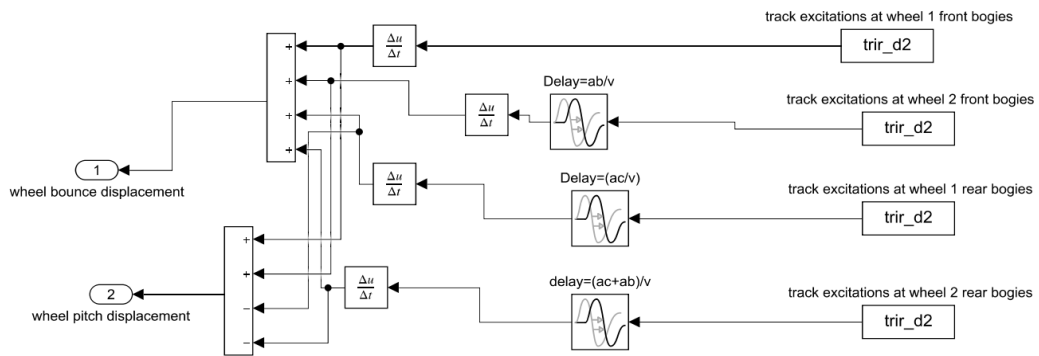 track excitations at wheel 1 front bogies
trir_d2
Δu
Δt
+
+
+
+
Delay=ab/v
Δu
Δt
track excitations at wheel 2 front bogies
trir_d2
1
wheel bounce displacement
Δu
Δt
Delay=(ac/v)
track excitations at wheel 1 rear bogies
trir_d2
+
+
−
−
2
wheel pitch displacement
Δu
Δt
delay=(ac+ab)/v
track excitations at wheel 2 rear bogies
trir_d2